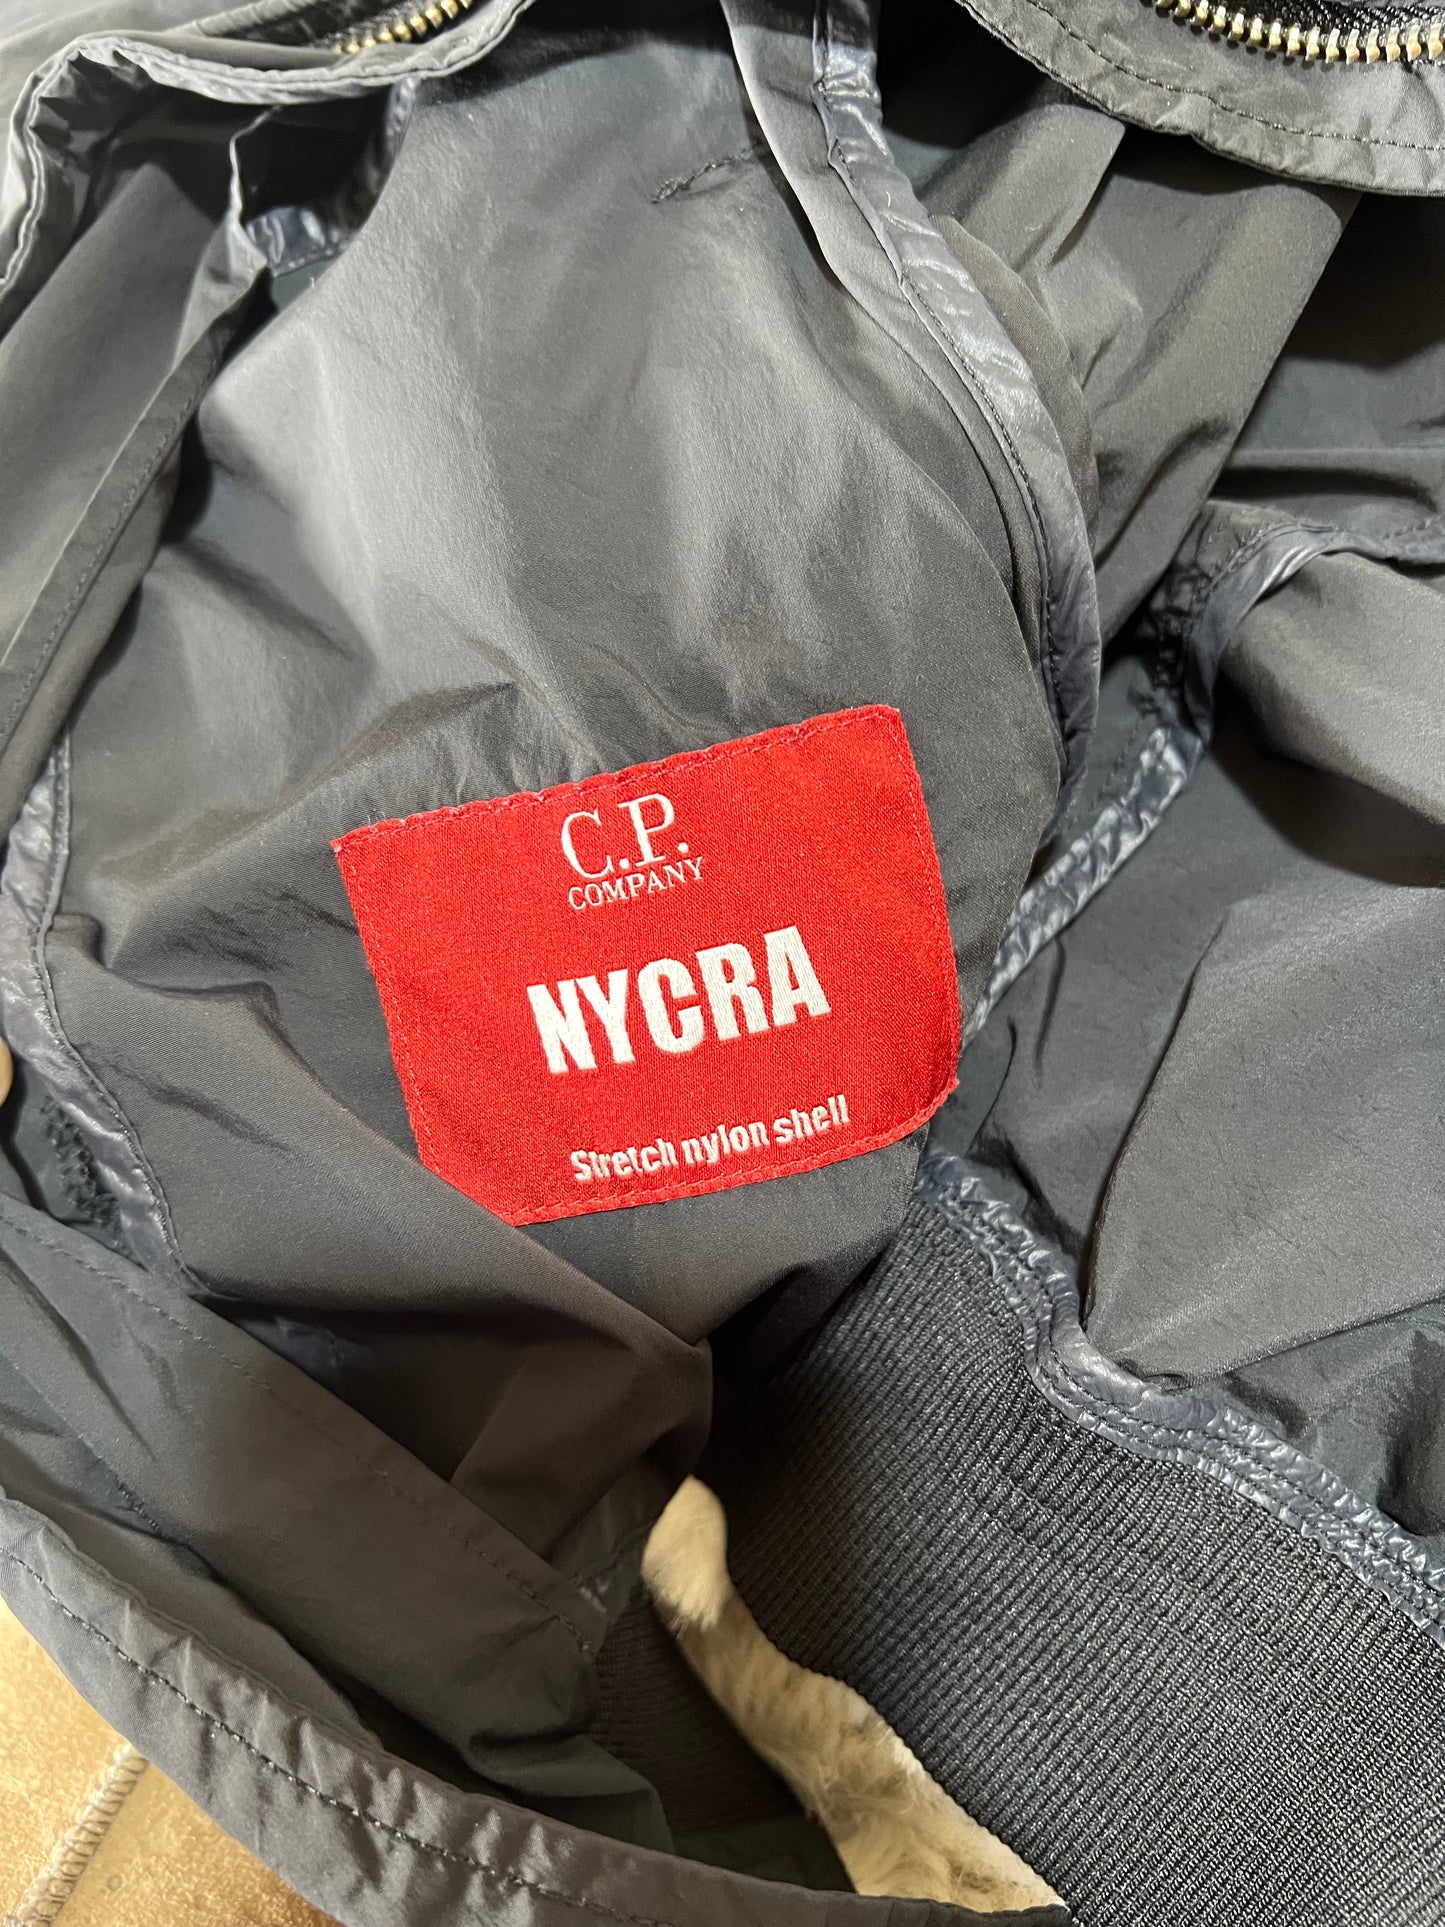 C.P.
COMPANY
NYCRA
Stretch nylon shell